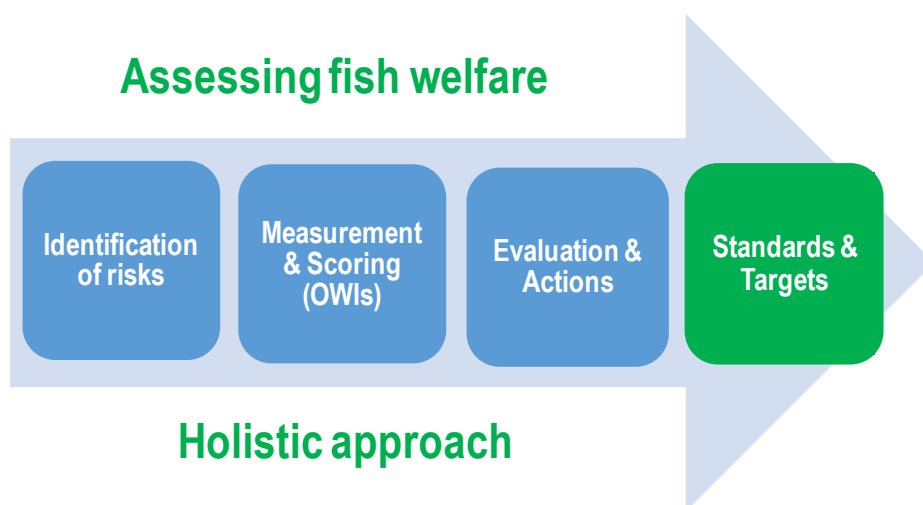 Assessing fish welfare
Identification
of risks
Measurement
& Scoring
(OWIs)
Evaluation &
Actions
Standards &
Targets
Holistic approach